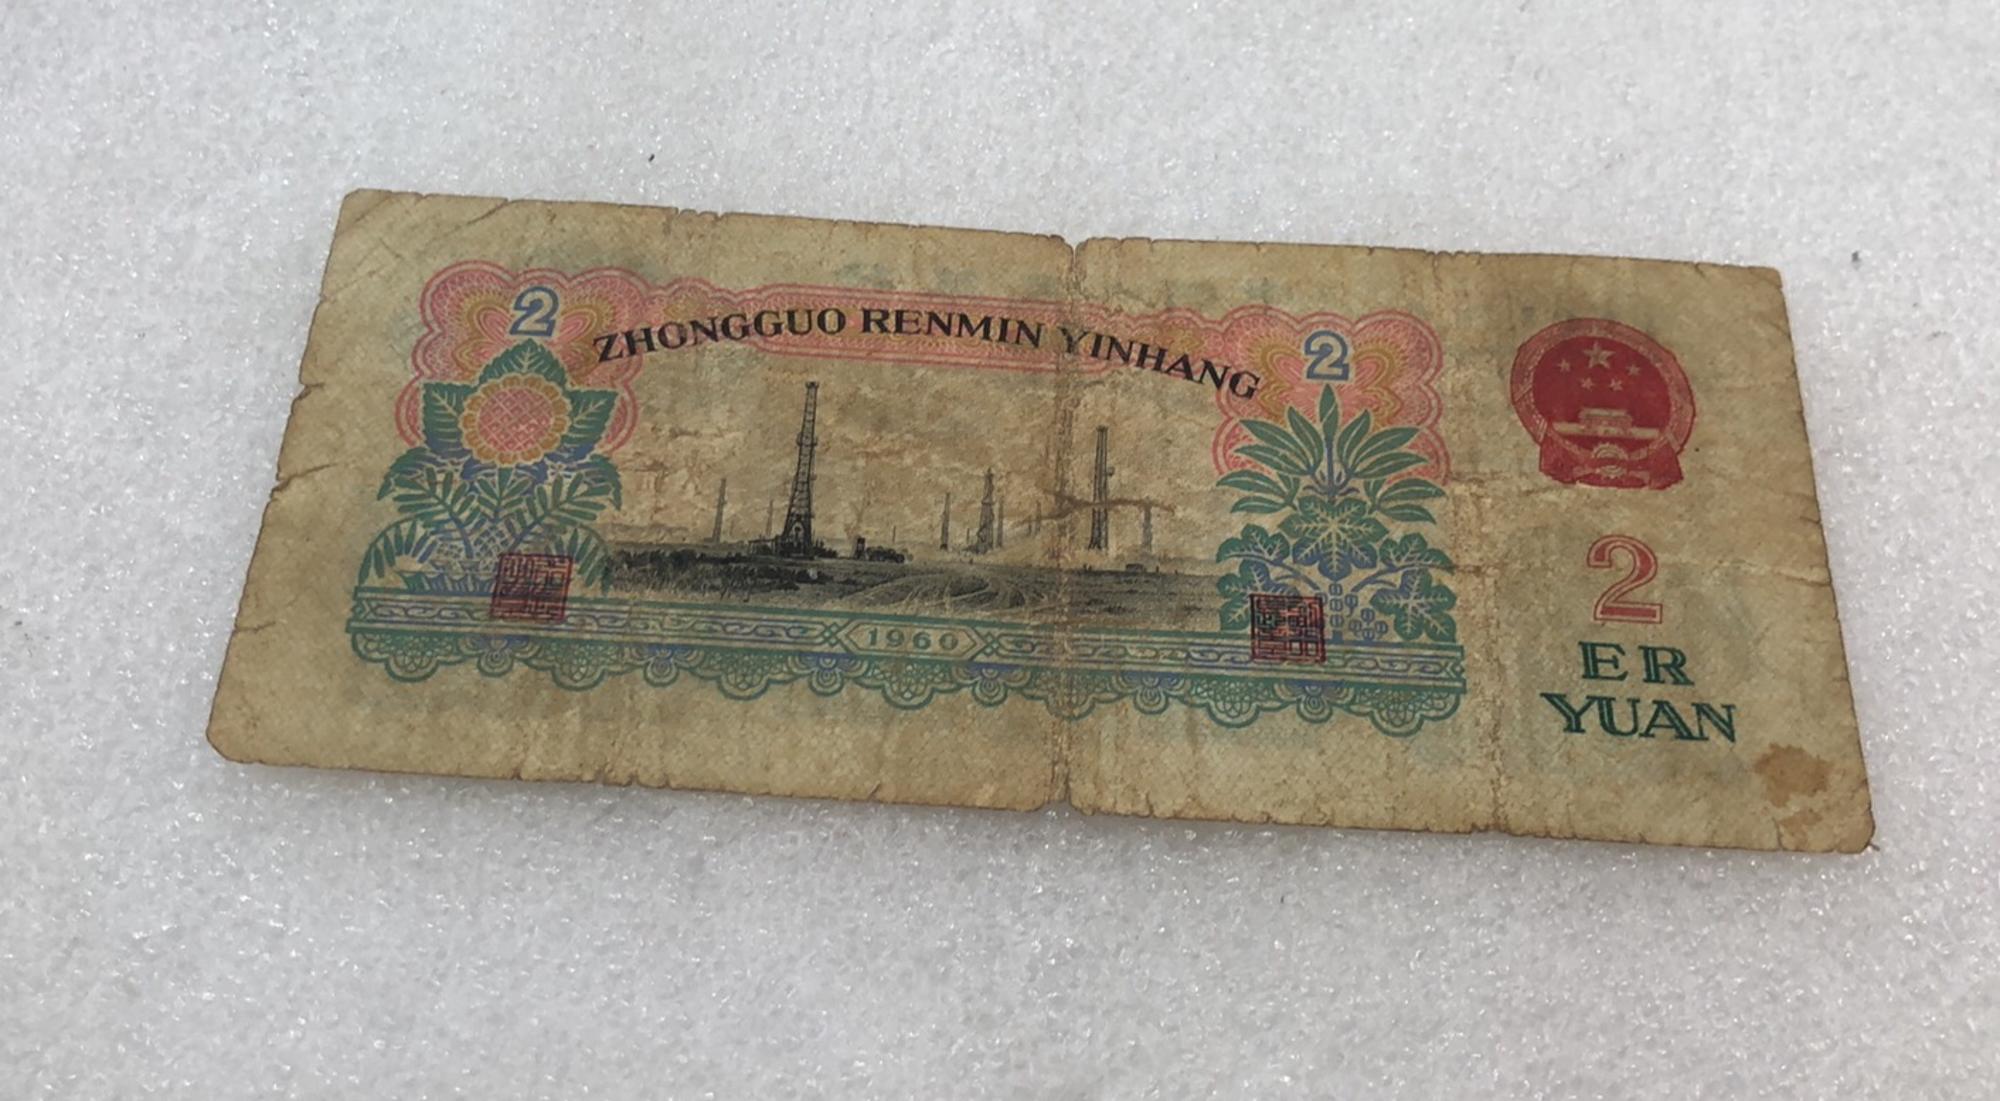 2
2
ZHONGGUO RENMIN YINHANG
1960
2
ER
YUAN